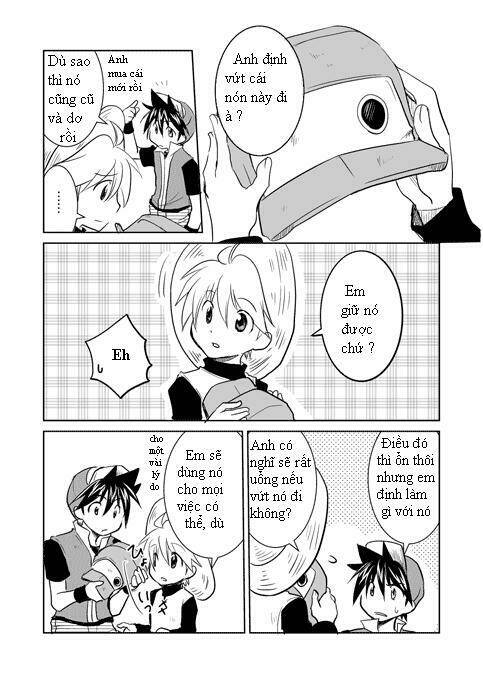 Anh định
vứt cái
nón này đi
à ?
Anh
mua cái
mới rồi
Dù sao
thì nó
cũng cũ
và dơ
rồi
........
Em
giữ nó
được
chứ ?
Eh
Điều đó
thì ổn thôi
nhưng em
định làm
gì với nó
Anh có
nghĩ sẽ rất
uổng nếu
vứt nó đi
không?
Em sẽ
dùng nó
cho mọi
việc có
thể, dù
cho
một
vài
lý do